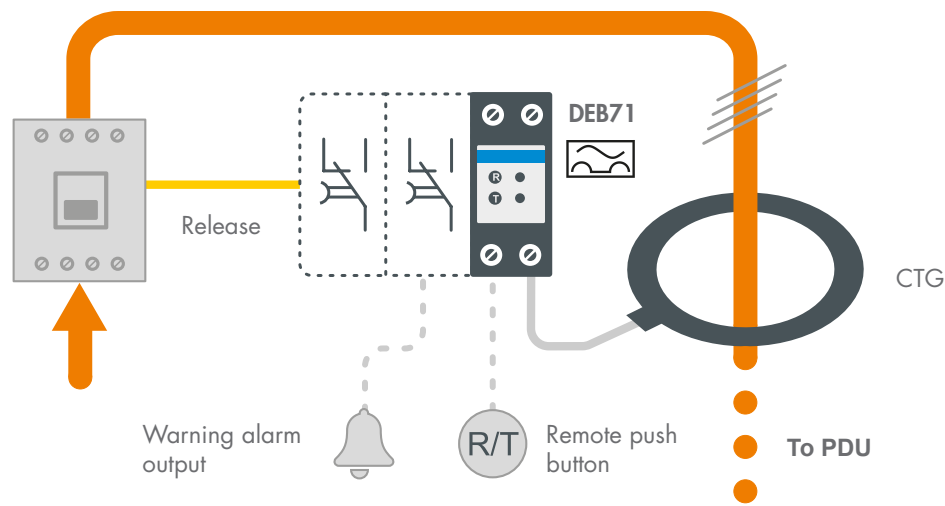 DEB71
R
T
Release
CTG
Warning alarm
output
R/T
Remote push
button
To PDU